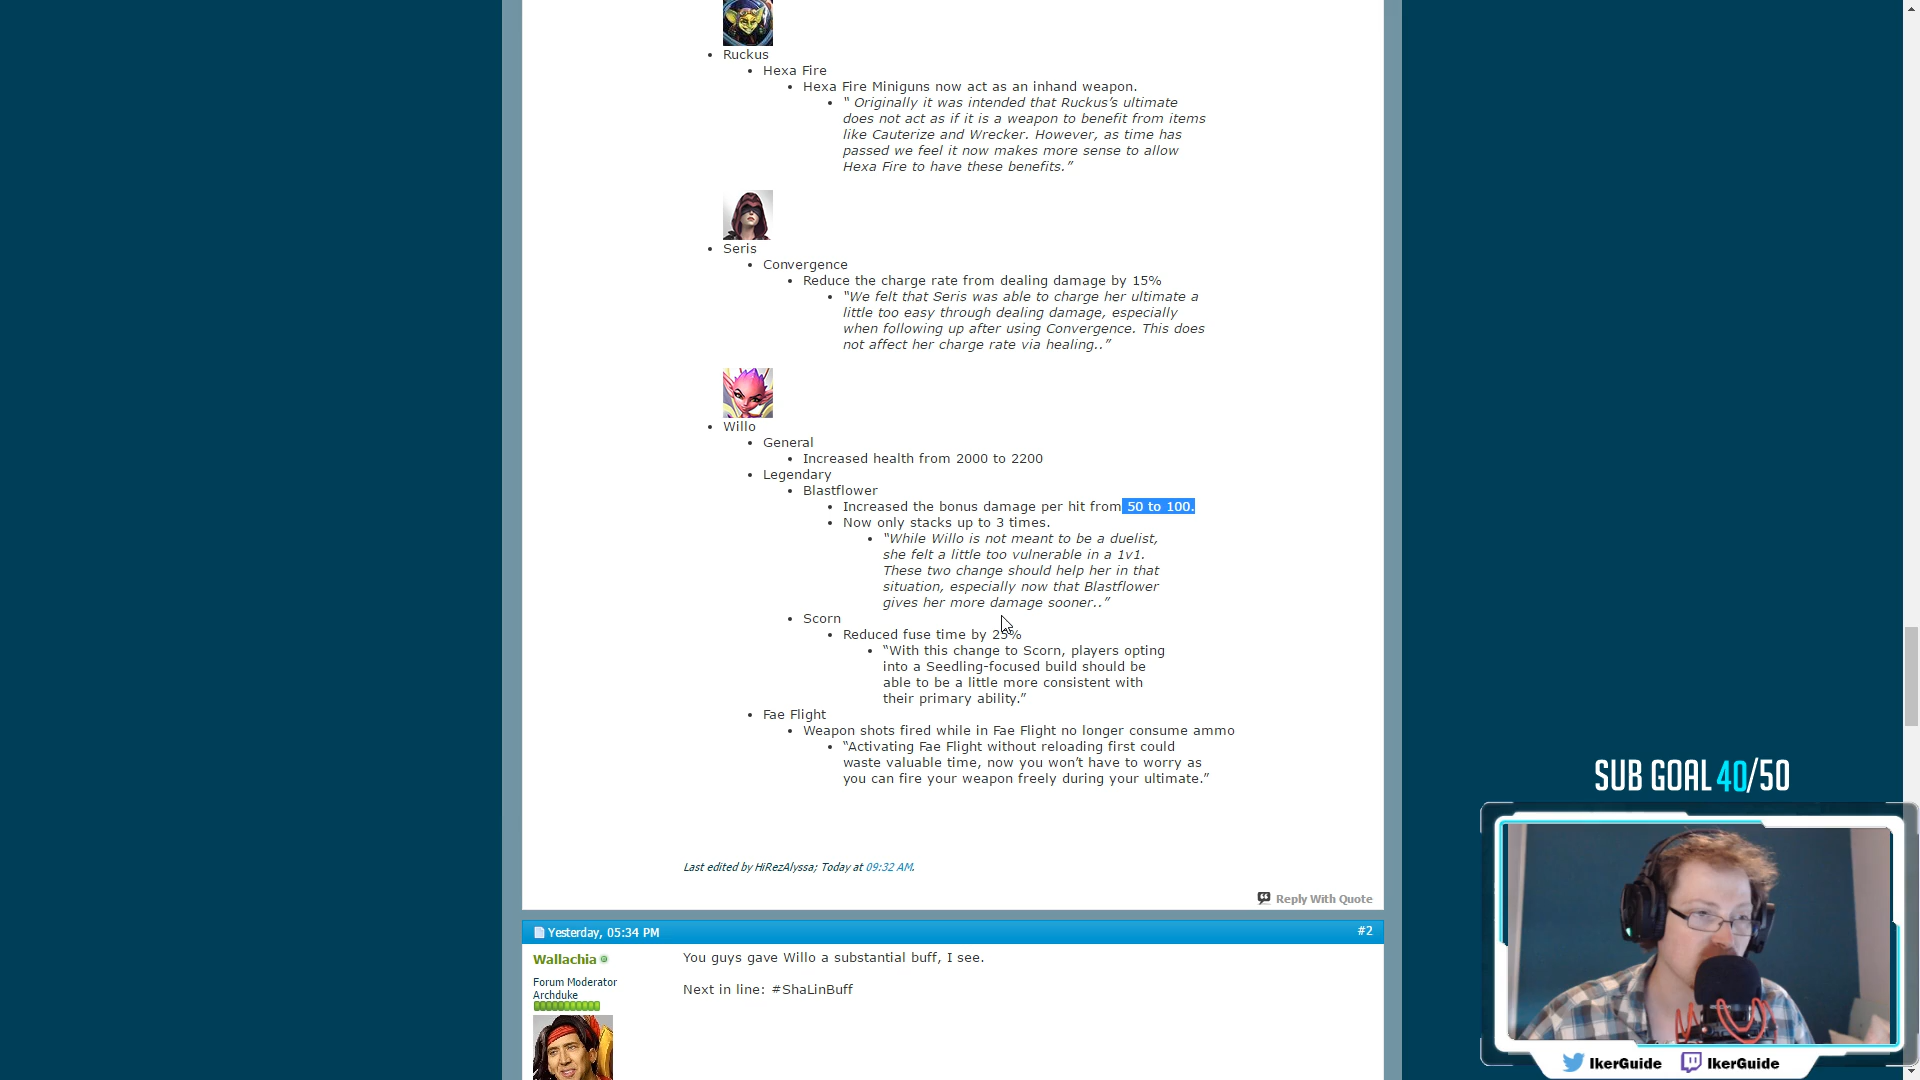 Ruckus
Hexa Fire
Hexa Fire Miniguns now act as an inhand weapon.
“ Originally it was intended that Ruckus’s ultimate
does not act as if it is a weapon to benefit from items
like Cauterize and Wrecker. However, as time has
passed we feel it now makes more sense to allow
Hexa Fire to have these benefits.”
Seris
Convergence
Reduce the charge rate from dealing damage by 15%
“We felt that Seris was able to charge her ultimate a
little too easy through dealing damage, especially
when following up after using Convergence. This does
not affect her charge rate via healing..”
Willo
General
Increased health from 2000 to 2200
Legendary
Blastflower
Increased the bonus damage per hit from 50 to 100.
Now only stacks up to 3 times.
“While Willo is not meant to be a duelist,
she felt a little too vulnerable in a 1v1.
These two change should help her in that
situation, especially now that Blastflower
gives her more damage sooner..”
Scorn
Reduced fuse time by 25%
“With this change to Scorn, players opting
into a Seedling-focused build should be
able to be a little more consistent with
their primary ability.”
Fae Flight
Weapon shots fired while in Fae Flight no longer consume ammo
“Activating Fae Flight without reloading first could
waste valuable time, now you won’t have to worry as
you can fire your weapon freely during your ultimate.”
Last edited by HiRezAlyssa; Today at 09:32 AM.
Reply With Quote
Yesterday, 05:34 PM #2
Wallachia
Forum Moderator
Archduke
You guys gave Willo a substantial buff, I see.
Next in line: #ShaLinBuff
SUB GOAL 40/50
IkerGuide IkerGuide